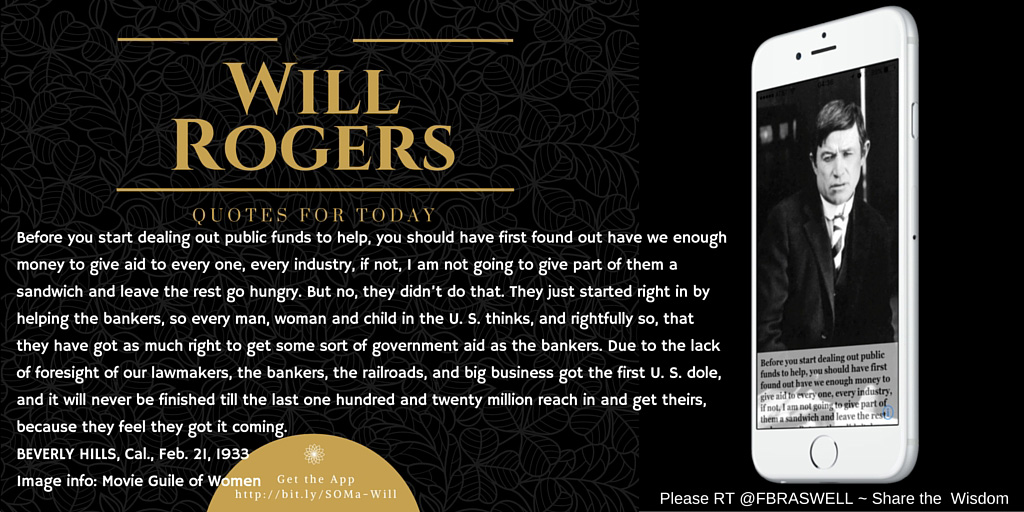 WILL
ROGERS
QUOTES FOR TODAY
Before you start dealing out public funds to help, you should have first found out have we enough
money to give aid to every one, every industry, if not, I am not going to give part of them a
sandwich and leave the rest go hungry. But no, they didn't do that. They just started right in by
helping the bankers, so every man, woman and child in the U. S. thinks, and rightfully so, that
they have got as much right to get some sort of government aid as the bankers. Due to the lack
of foresight of our lawmakers, the bankers, the railroads, and big business got the first U. S. dole,
and it will never be finished till the last one hundred and twenty million reach in and get theirs,
because they feel they got it coming.
BEVERLY HILLS, Cal., Feb. 21, 1933
Image info: Movie Guile of Women
Get the App
http://bit.ly/SOMa-Will
Before you start dealing out public
funds to help, you should have first
found out have we enough money to
give aid to every one, every industry,
if not, I am not going to give part of
them a sandwich and leave the rest
Please RT @FBRASWELL ~ Share the Wisdom